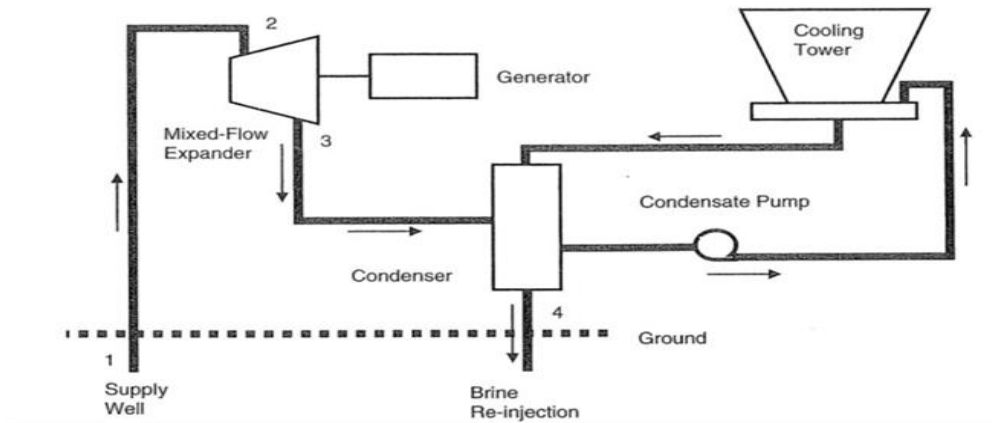 2
Cooling
Tower
Generator
Mixed-Flow
Expander
3
Condensate Pump
Condenser
4
Ground
1
Supply
Well
Brine
Re-injection